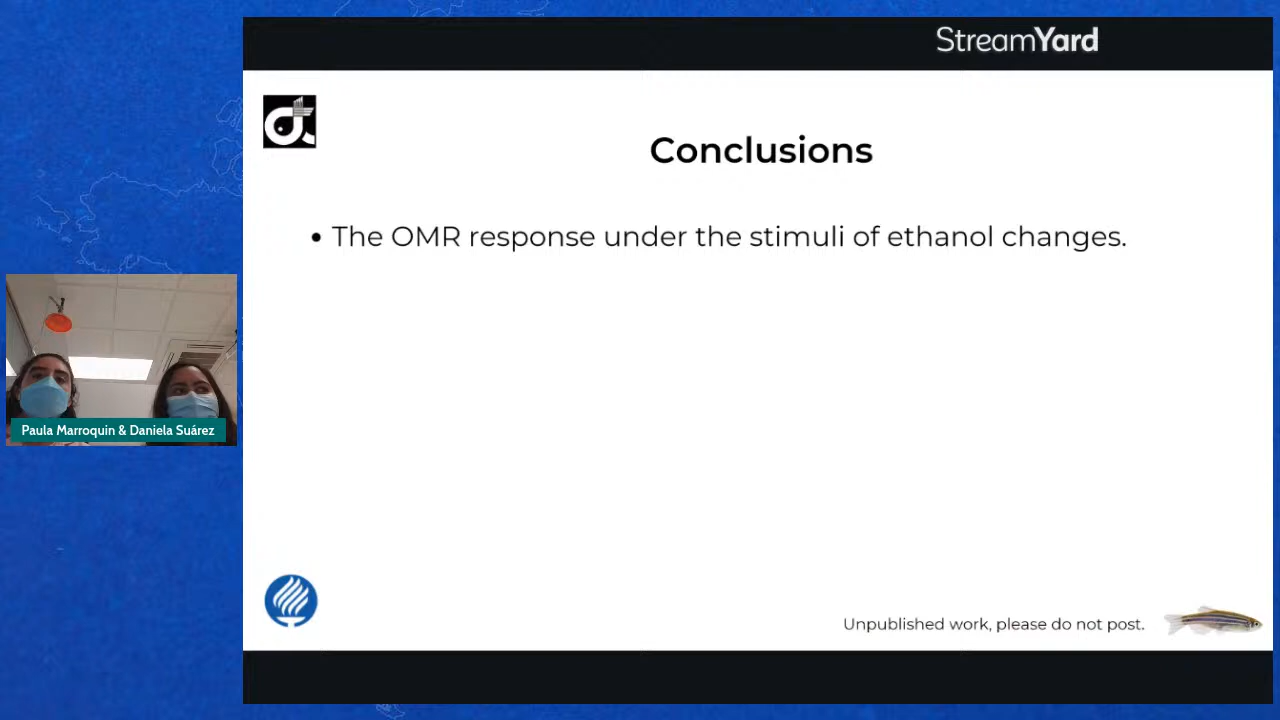 StreamYard
Conclusions
• The OMR response under the stimuli of ethanol changes.
Paula Marroquin & Daniela Suárez
Unpublished work, please do not post.